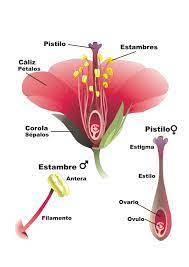 Pistilo
Estambres
Cáliz
Pétalos
Corola
Sépalos
Pistilo♀
Estigma
Estambre ♂
Antera
Estilo
Filamento
Ovario
Ovulo